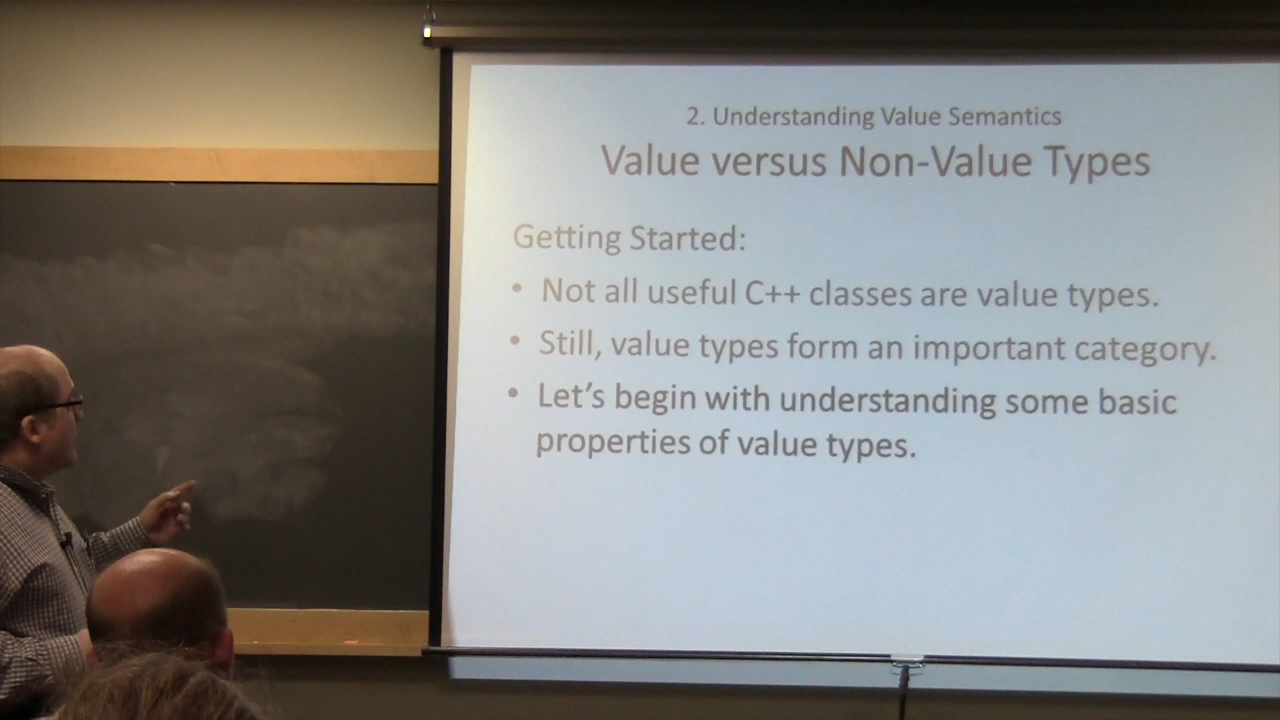 2. Understanding Value Semantics
Value versus Non-Value Types
Getting Started:
• Not all useful C++ classes are value types.
• Still, value types form an important category.
• Let’s begin with understanding some basic
properties of value types.